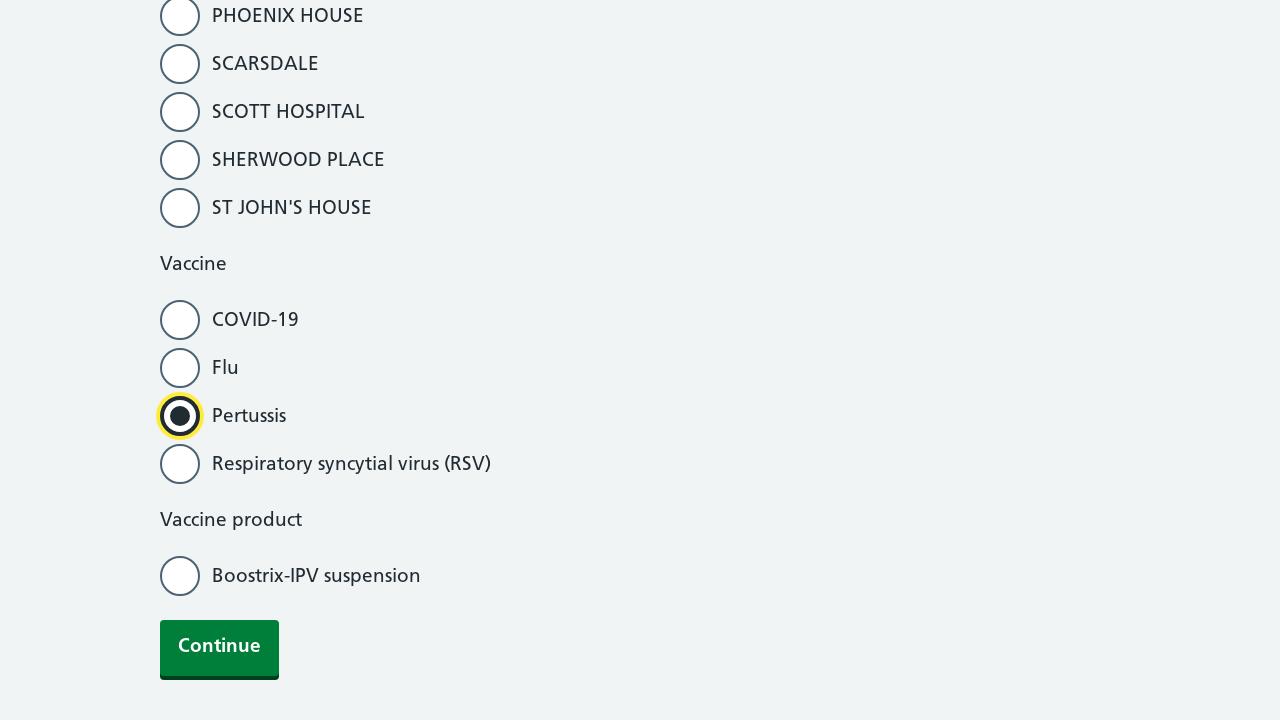 PHOENIX HOUSE
SCARSDALE
SCOTT HOSPITAL
SHERWOOD PLACE
ST JOHN'S HOUSE
Vaccine
COVID-19
Flu
Pertussis
Respiratory syncytial virus (RSV)
Vaccine product
Boostrix-IPV suspension
Continue